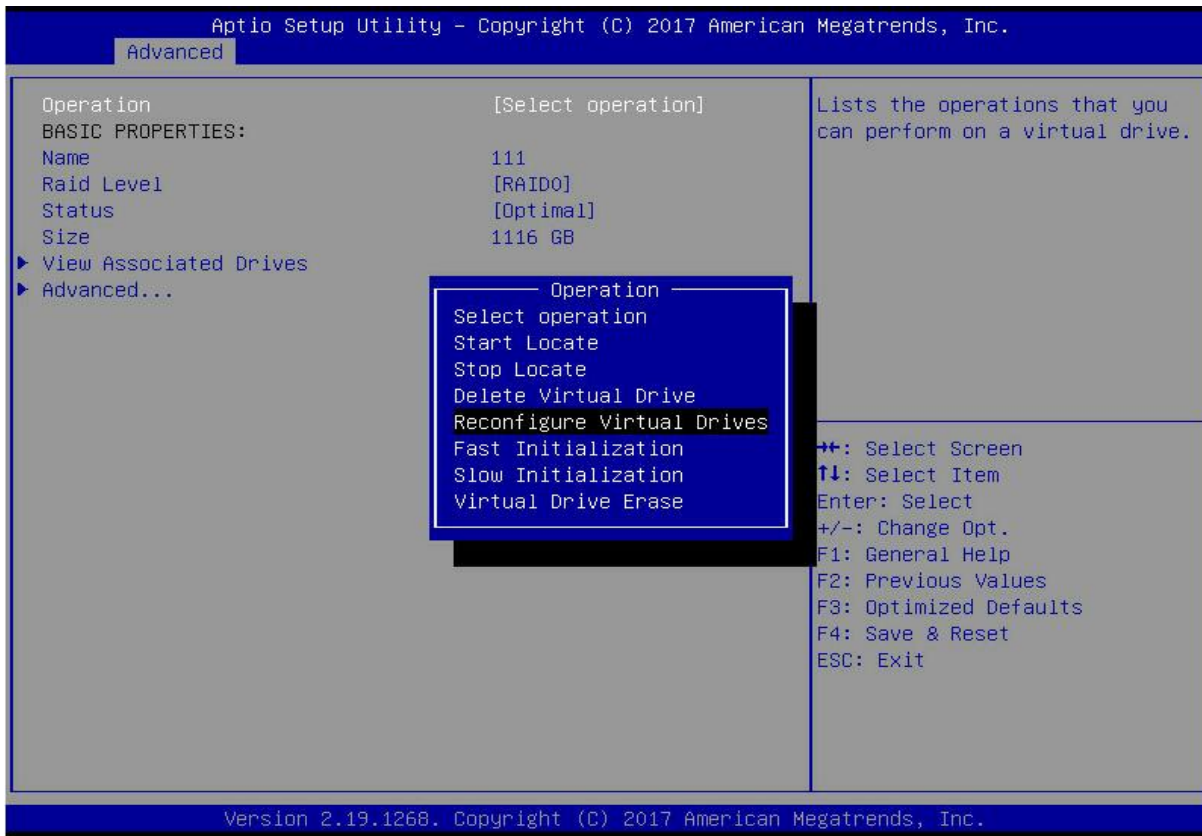 Aptio Setup Utility – Copyright (C) 2017 American Megatrends, Inc.
Advanced
Operation [Select operation]
BASIC PROPERTIES:
Name 111
Raid Level [RAID0]
Status [Optimal]
Size 1116 GB
▶ View Associated Drives
▶ Advanced...
Operation
Select operation
Start Locate
Stop Locate
Delete Virtual Drive
Reconfigure Virtual Drives
Fast Initialization
Slow Initialization
Virtual Drive Erase
Lists the operations that you
can perform on a virtual drive.
→←: Select Screen
↑↓: Select Item
Enter: Select
+/-: Change Opt.
F1: General Help
F2: Previous Values
F3: Optimized Defaults
F4: Save & Reset
ESC: Exit
Version 2.19.1268. Copyright (C) 2017 American Megatrends, Inc.